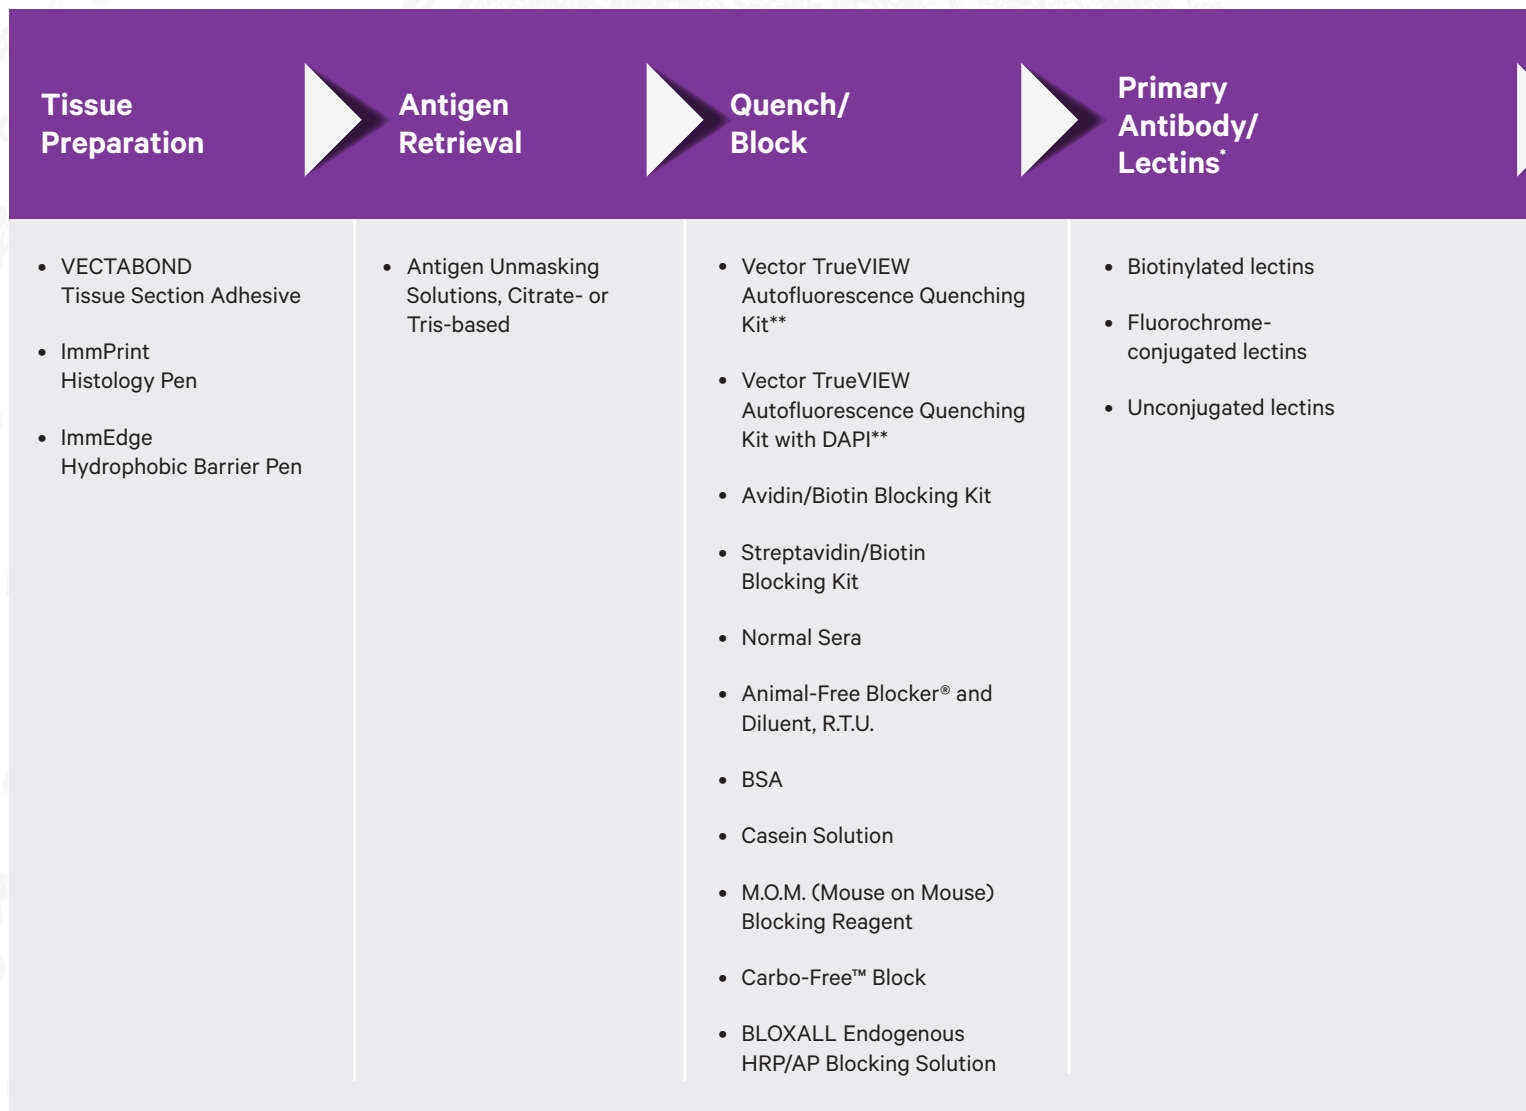 Tissue
Preparation
Antigen
Retrieval
Quench/
Block
Primary
Antibody/
Lectins*
• VECTABOND
Tissue Section Adhesive
• ImmPrint
Histology Pen
• ImmEdge
Hydrophobic Barrier Pen
• Antigen Unmasking
Solutions, Citrate- or
Tris-based
• Vector TrueVIEW
Autofluorescence Quenching
Kit**
• Vector TrueVIEW
Autofluorescence Quenching
Kit with DAPI**
• Avidin/Biotin Blocking Kit
• Streptavidin/Biotin
Blocking Kit
• Normal Sera
• Animal-Free Blocker® and
Diluent, R.T.U.
• BSA
• Casein Solution
• M.O.M. (Mouse on Mouse)
Blocking Reagent
• Carbo-Free™ Block
• BLOXALL Endogenous
HRP/AP Blocking Solution
• Biotinylated lectins
• Fluorochrome-
conjugated lectins
• Unconjugated lectins